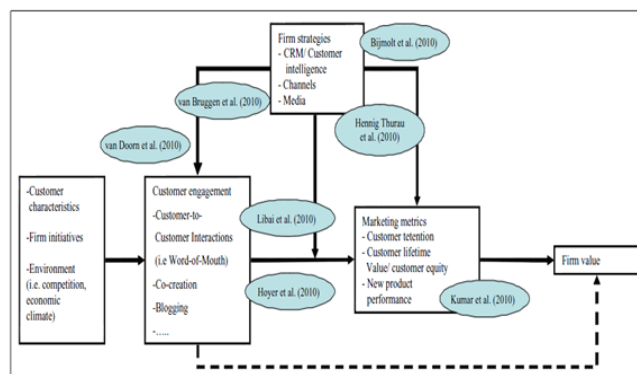 Firm strategies
- CRM/ Customer
intelligence
- Channels
- Media
Bijmolt et al. (2010)
van Bruggen et al. (2010)
Hennig Thurau
et al. (2010)
van Doorn et al. (2010)
-Customer
characteristics
-Firm initiatives
-Environment
(i.e. competition,
economic
climate)
Customer engagement
-Customer-to-
Customer Interactions
(i.e Word-of-Mouth)
-Co-creation
-Blogging
-.....
Libai et al. (2010)
Hoyer et al. (2010)
Marketing metrics
- Customer tetention
- Customer lifetime
Value/ customer equity
- New product
performance
Kumar et al. (2010)
Firm value